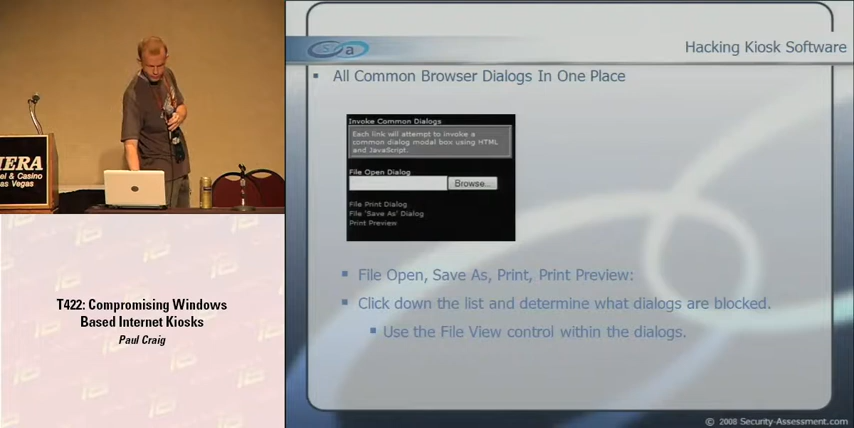 IERA
el & Casino
as Vegas
T422: Compromising Windows
Based Internet Kiosks
Paul Craig
Hacking Kiosk Software
All Common Browser Dialogs In One Place
Invoke Common Dialogs
Each link will attempt to invoke a
common dialog modal box using HTML
and JavaScript.
File Open Dialog
Browse...
File Print Dialog
File 'Save As' Dialog
Print Preview
File Open, Save As, Print, Print Preview:
Click down the list and determine what dialogs are blocked.
Use the File View control within the dialogs.
© 2008 Security-Assessment.com